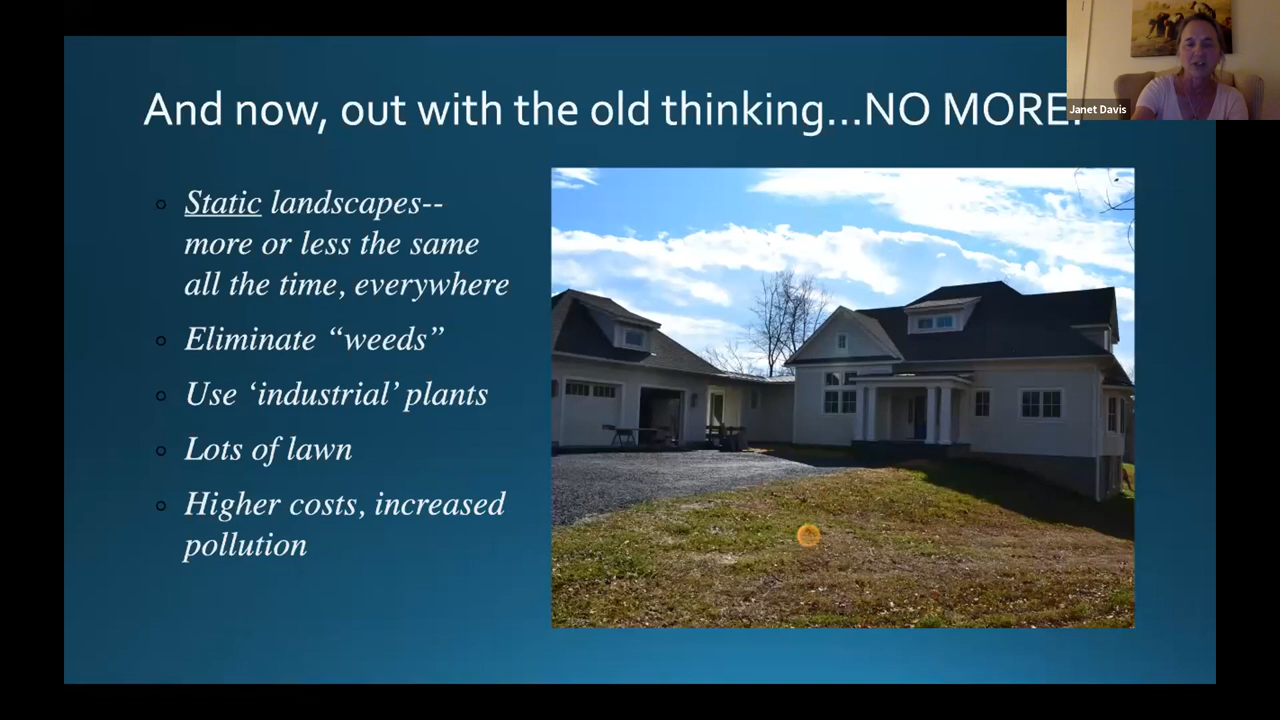 And now, out with the old thinking...NO MORE!
Janet Davis
Static landscapes--
more or less the same
all the time, everywhere
Eliminate “weeds”
Use ‘industrial’ plants
Lots of lawn
Higher costs, increased
pollution